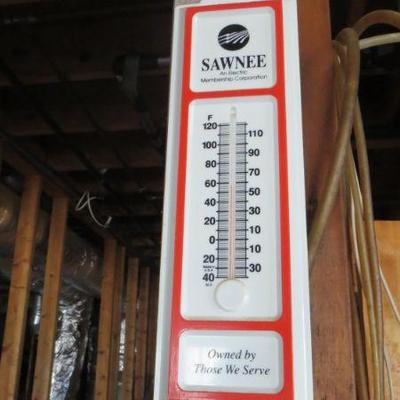 SAWNEE
An Electric
Membership Corporation
F
120
110
100
90
80
70
60
50
40
30
20
10
0
10
20
30
40
Owned by
Those We Serve